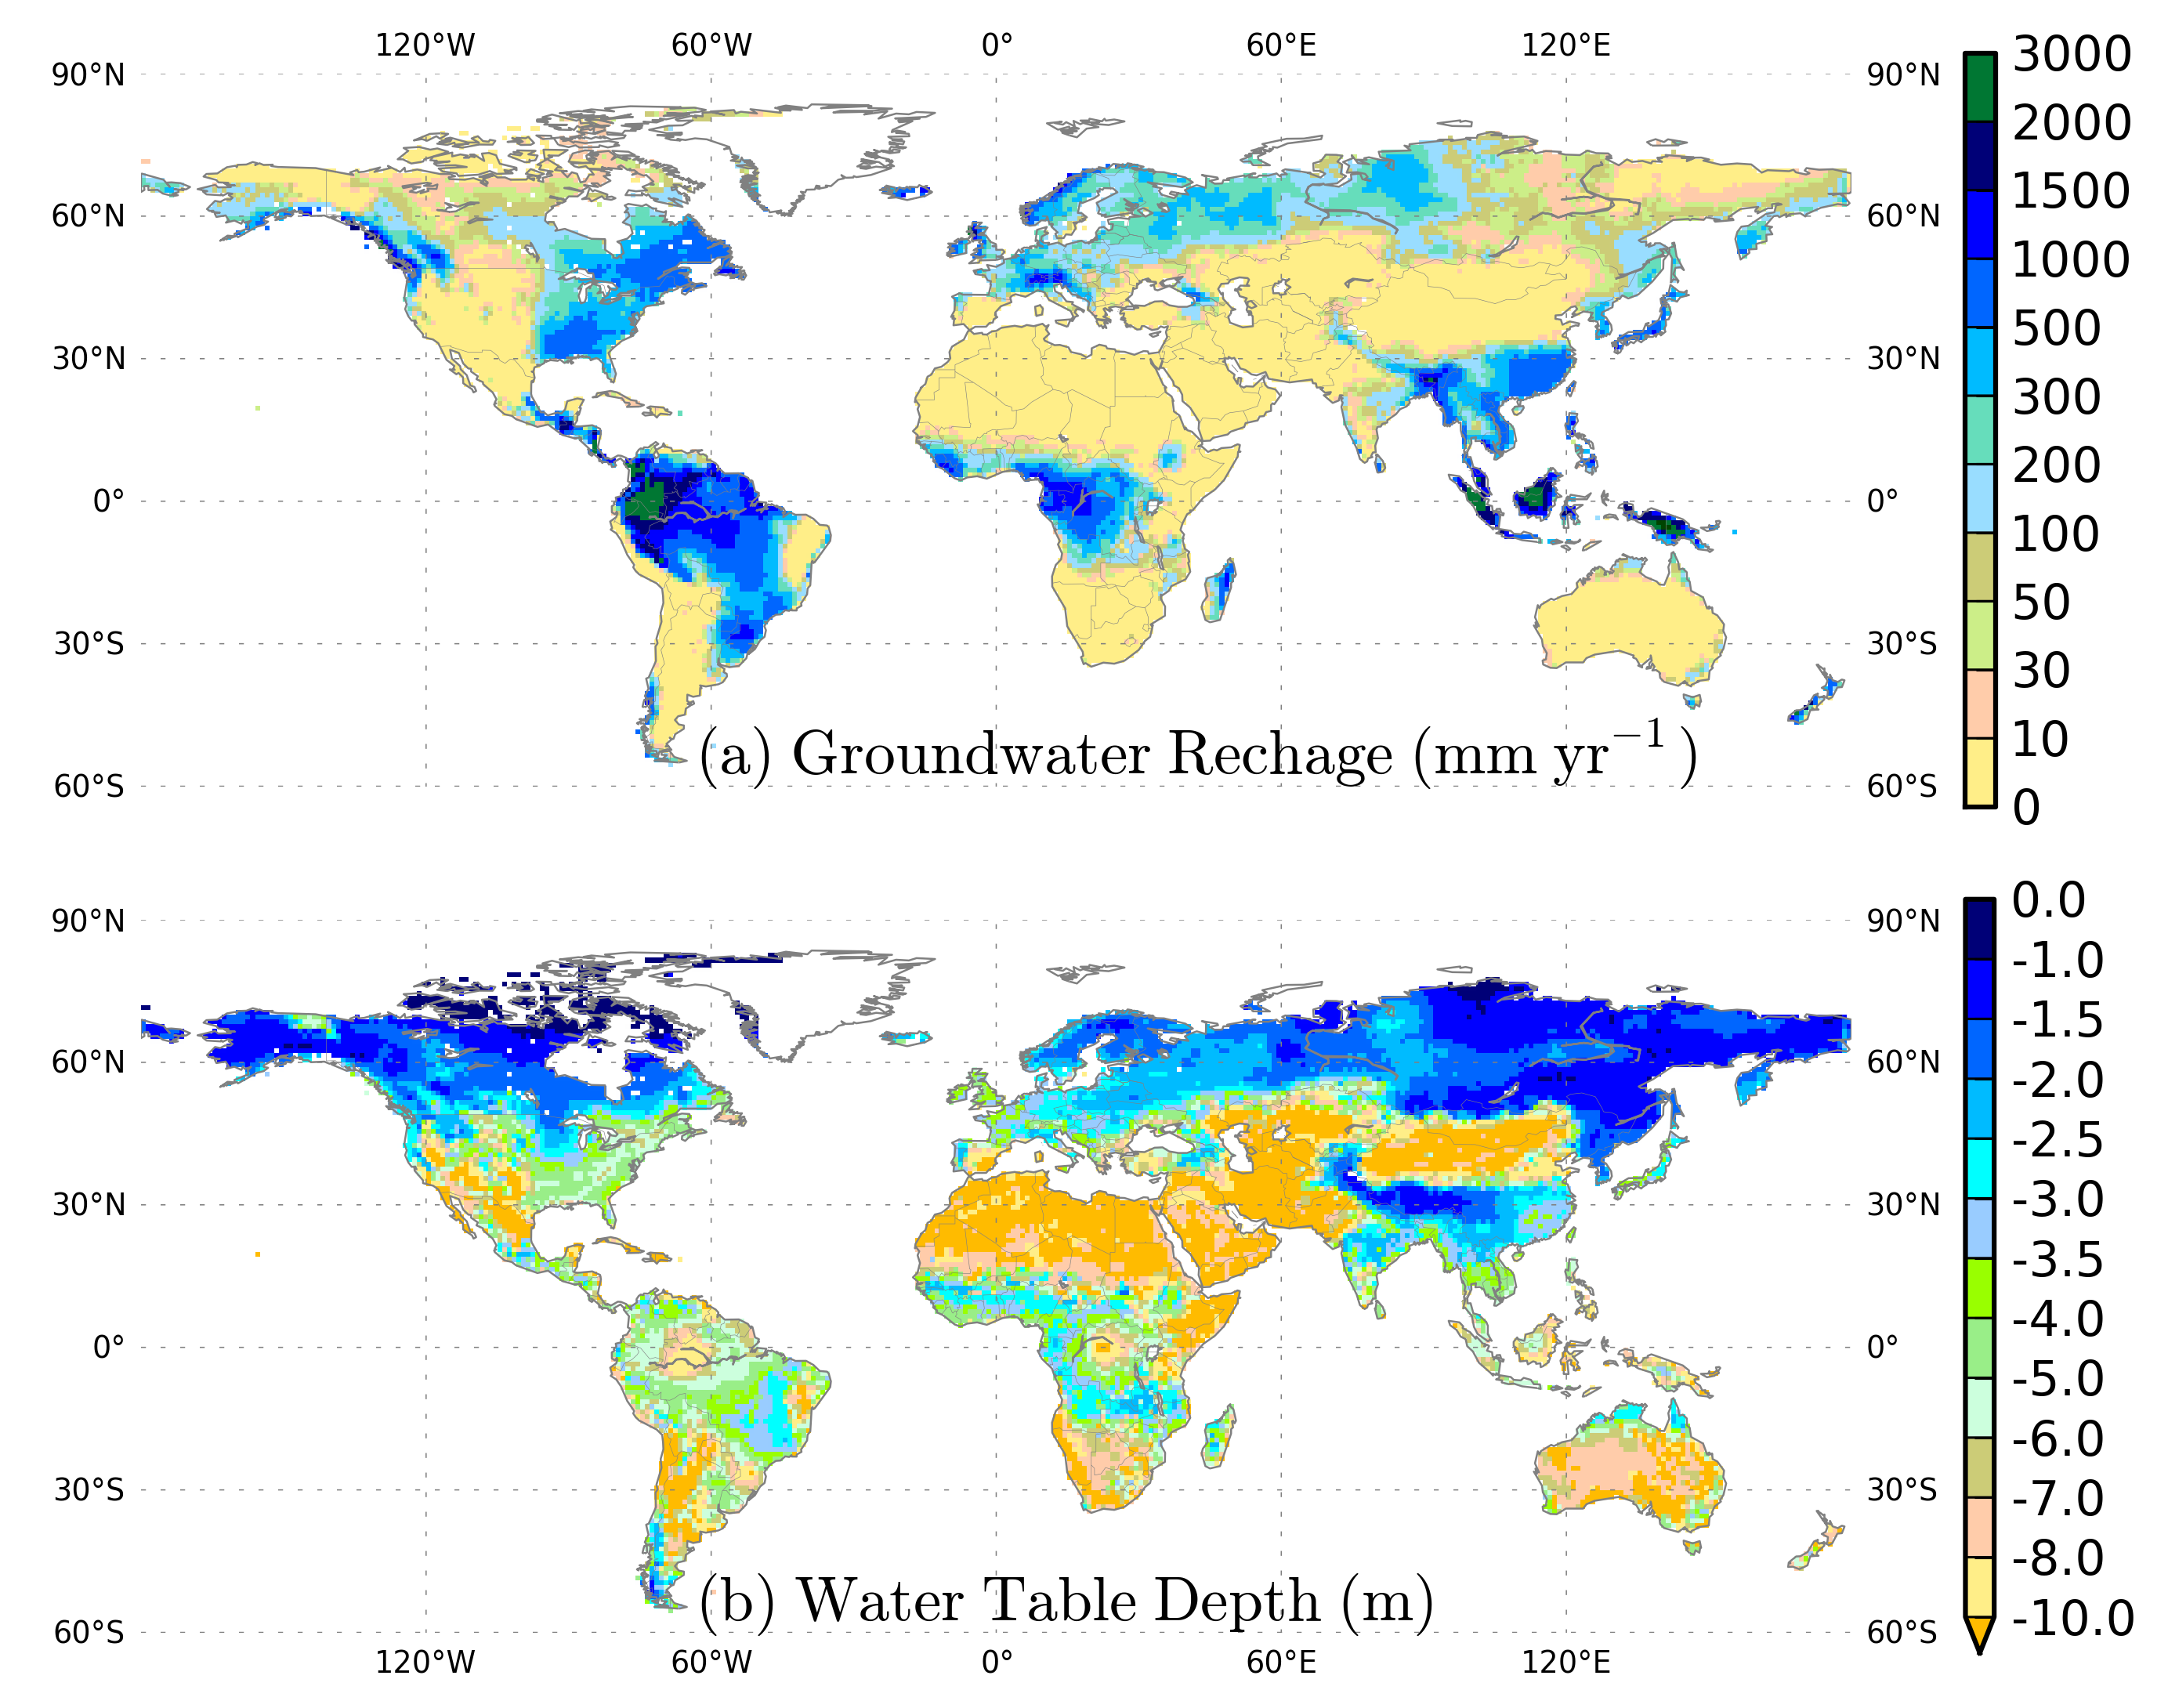 120°W 60°W 0° 60°E 120°E
90°N 90°N
60°N 60°N
30°N 30°N
0° 0°
30°S 30°S
60°S 60°S
(a) Groundwater Rechage (mm yr⁻¹)
3000
2000
1500
1000
500
300
200
100
50
30
10
0
90°N 90°N
60°N 60°N
30°N 30°N
0° 0°
30°S 30°S
60°S 60°S
(b) Water Table Depth (m)
120°W 60°W 0° 60°E 120°E
0.0
-1.0
-1.5
-2.0
-2.5
-3.0
-3.5
-4.0
-5.0
-6.0
-7.0
-8.0
-10.0